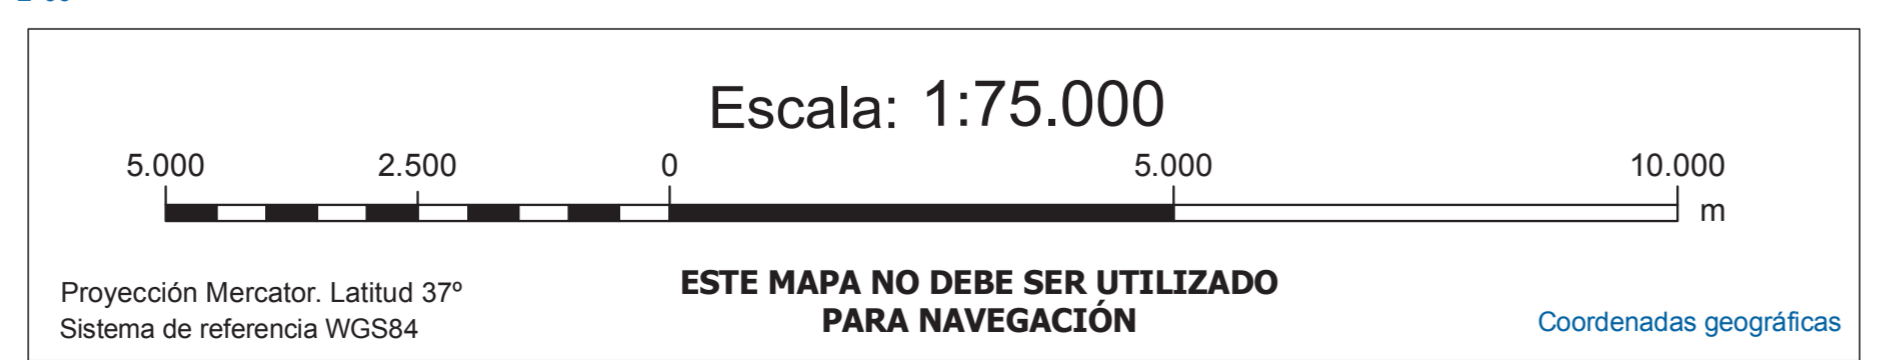 Escala: 1:75.000
5.000 2.500 0 5.000 10.000
m
Proyección Mercator. Latitud 37º
Sistema de referencia WGS84
ESTE MAPA NO DEBE SER UTILIZADO
PARA NAVEGACIÓN
Coordenadas geográficas